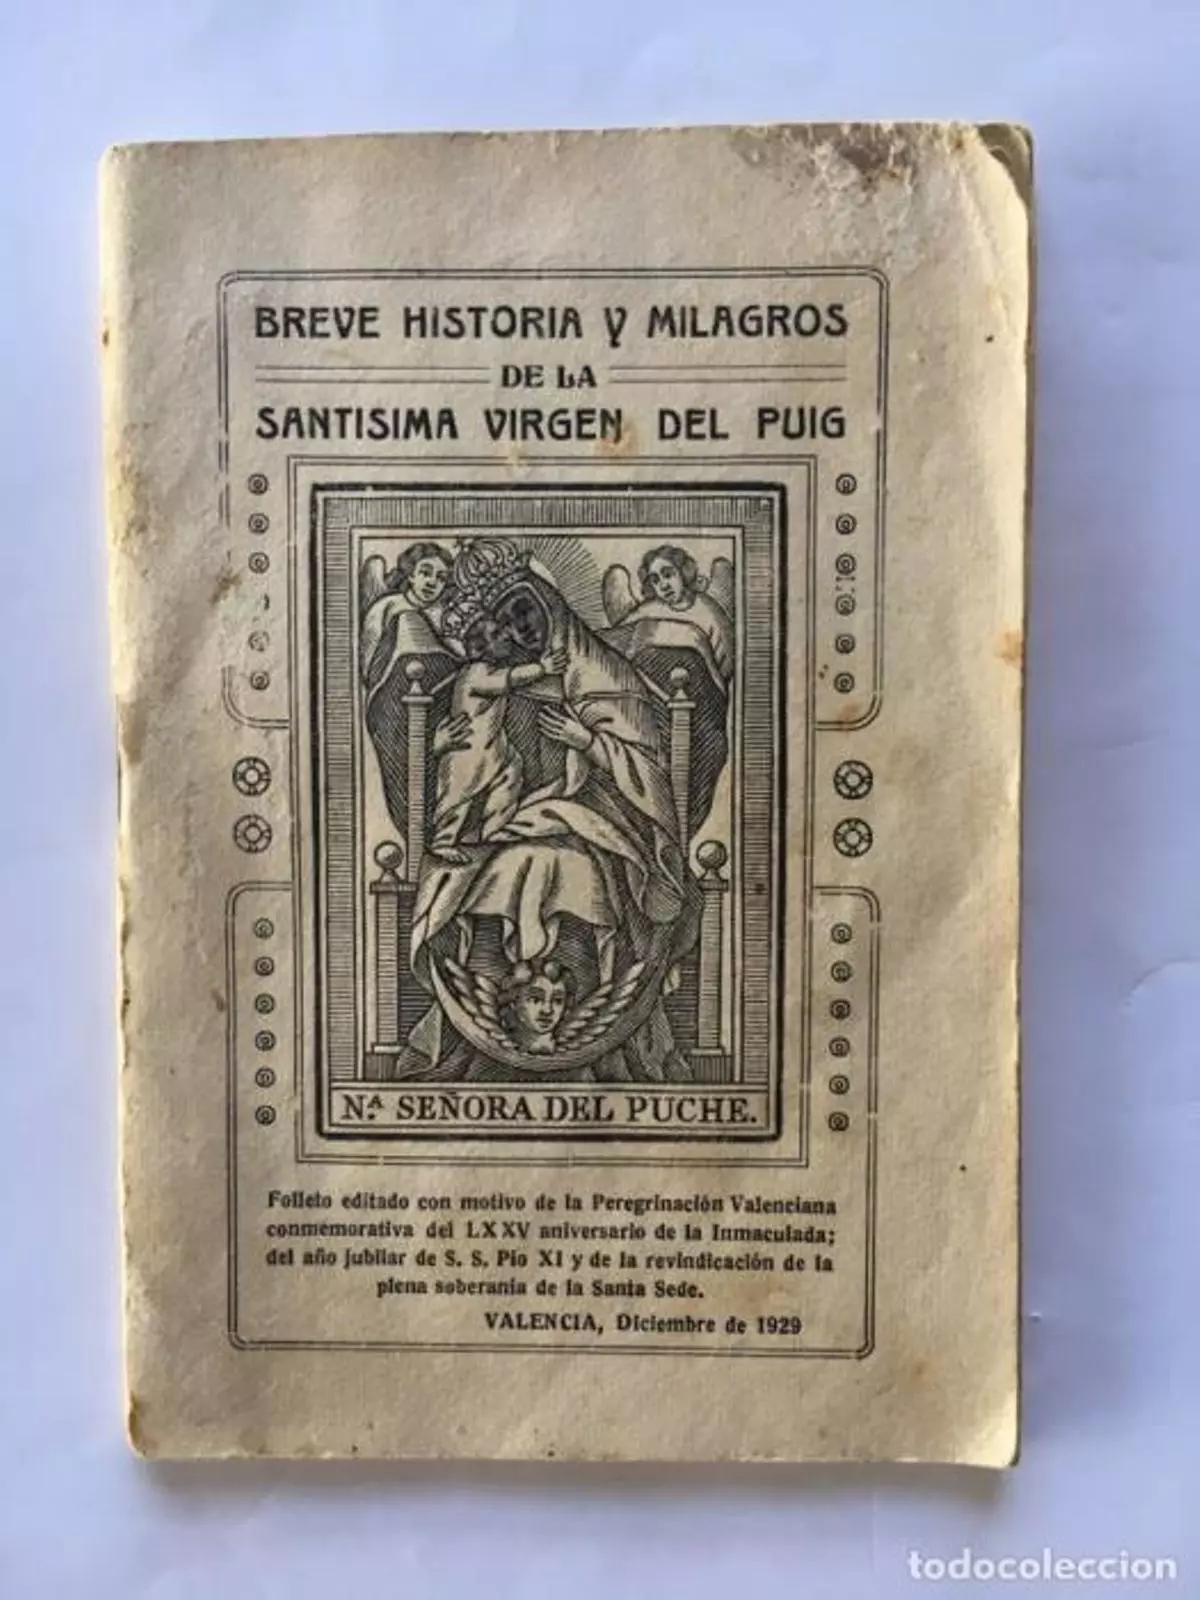 BREVE HISTORIA Y MILAGROS
DE LA
SANTISIMA VIRGEN DEL PUIG
N.ª SEÑORA DEL PUCHE.
Folleto editado con motivo de la Peregrinación Valenciana
conmemorativa del LXXV aniversario de la Inmaculada;
del año jubilar de S. S. Pío XI y de la revindicación de la
plena soberanía de la Santa Sede.
VALENCIA, Diciembre de 1929
todocoleccion